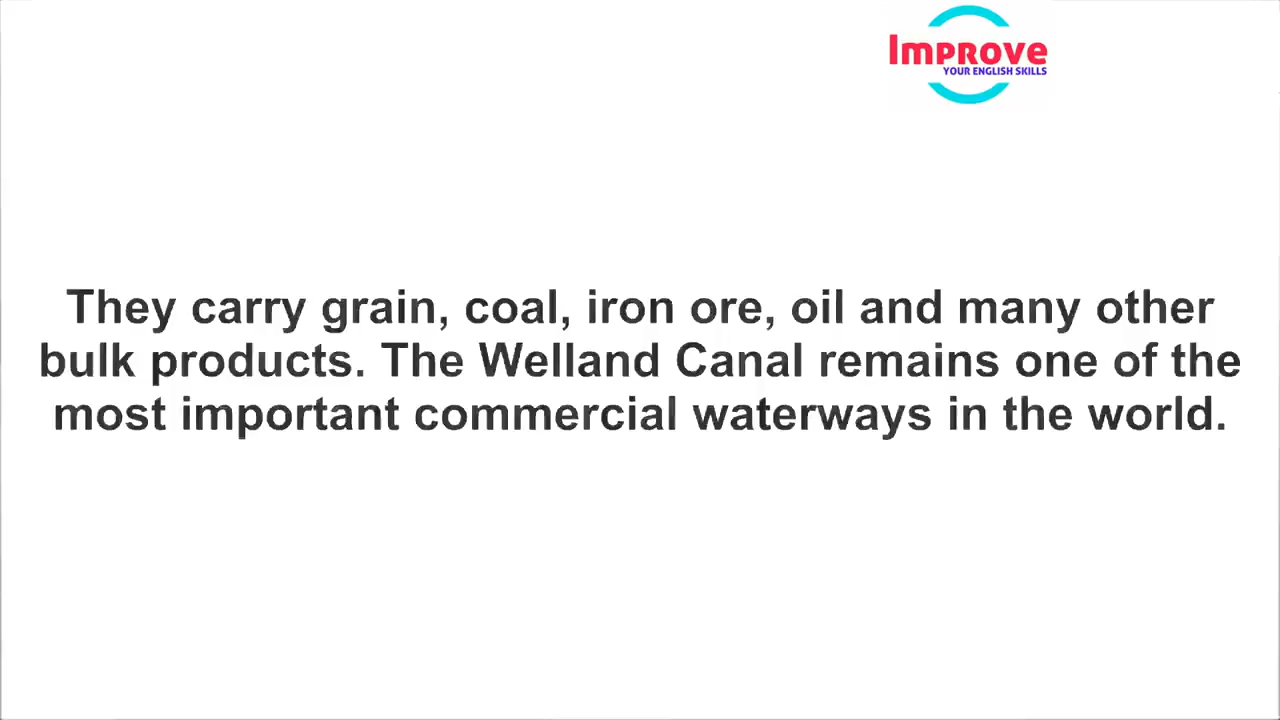 Improve
YOUR ENGLISH SKILLS
They carry grain, coal, iron ore, oil and many other
bulk products. The Welland Canal remains one of the
most important commercial waterways in the world.